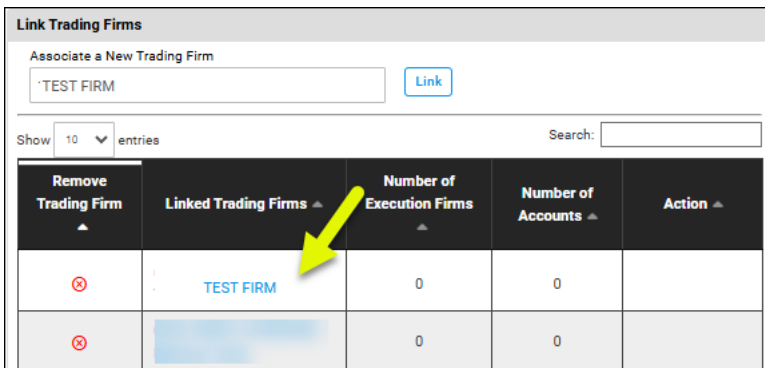 Link Trading Firms
Associate a New Trading Firm
TEST FIRM
Link
Show 10 entries
Search:
Remove
Trading Firm
Linked Trading Firms
Number of
Execution Firms
Number of
Accounts
Action
TEST FIRM 0 0
0 0